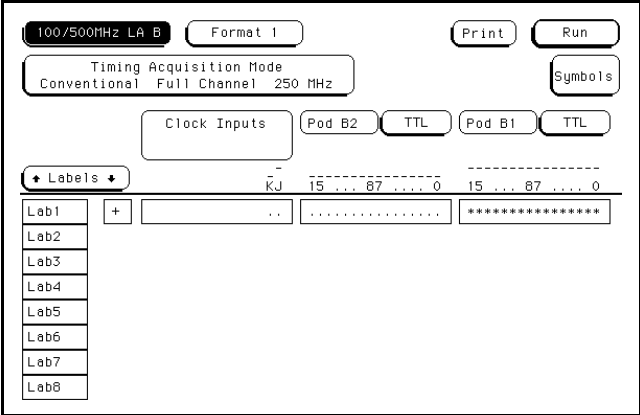 100/500MHz LA B Format 1 Print Run
Timing Acquisition Mode
Conventional Full Channel 250 MHz
Symbols
Clock Inputs Pod B2 TTL Pod B1 TTL
↑ Labels ↓
KJ 15 ... 87 .... 0 15 ... 87 .... 0
Lab1 + .. ................ ****************
Lab2
Lab3
Lab4
Lab5
Lab6
Lab7
Lab8